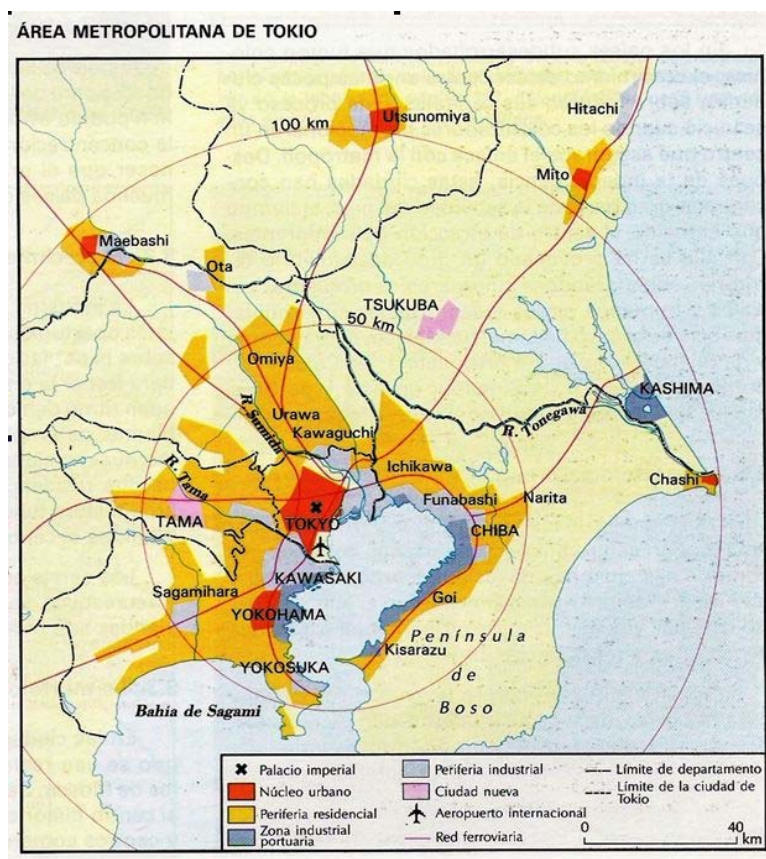 ÁREA METROPOLITANA DE TOKIO
100 km
Utsunomiya
Hitachi
Mito
Maebashi
Ota
TSUKUBA
50 km
Omiya
KASHIMA
R. Sumida
Urawa
Kawaguchi
R. Tonegawa
R. Tama
Ichikawa
Chashi
Funabashi
Narita
TAMA
TOKYO
CHIBA
KAWASAKI
Sagamihara
Goi
YOKOHAMA
Península
de
Boso
Kisarazu
YOKOSUKA
Bahía de Sagami
Palacio imperial
Núcleo urbano
Periferia residencial
Zona industrial
portuaria
Periferia industrial
Ciudad nueva
Aeropuerto internacional
Red ferroviaria
Límite de departamento
Límite de la ciudad de
Tokio
0 40
km